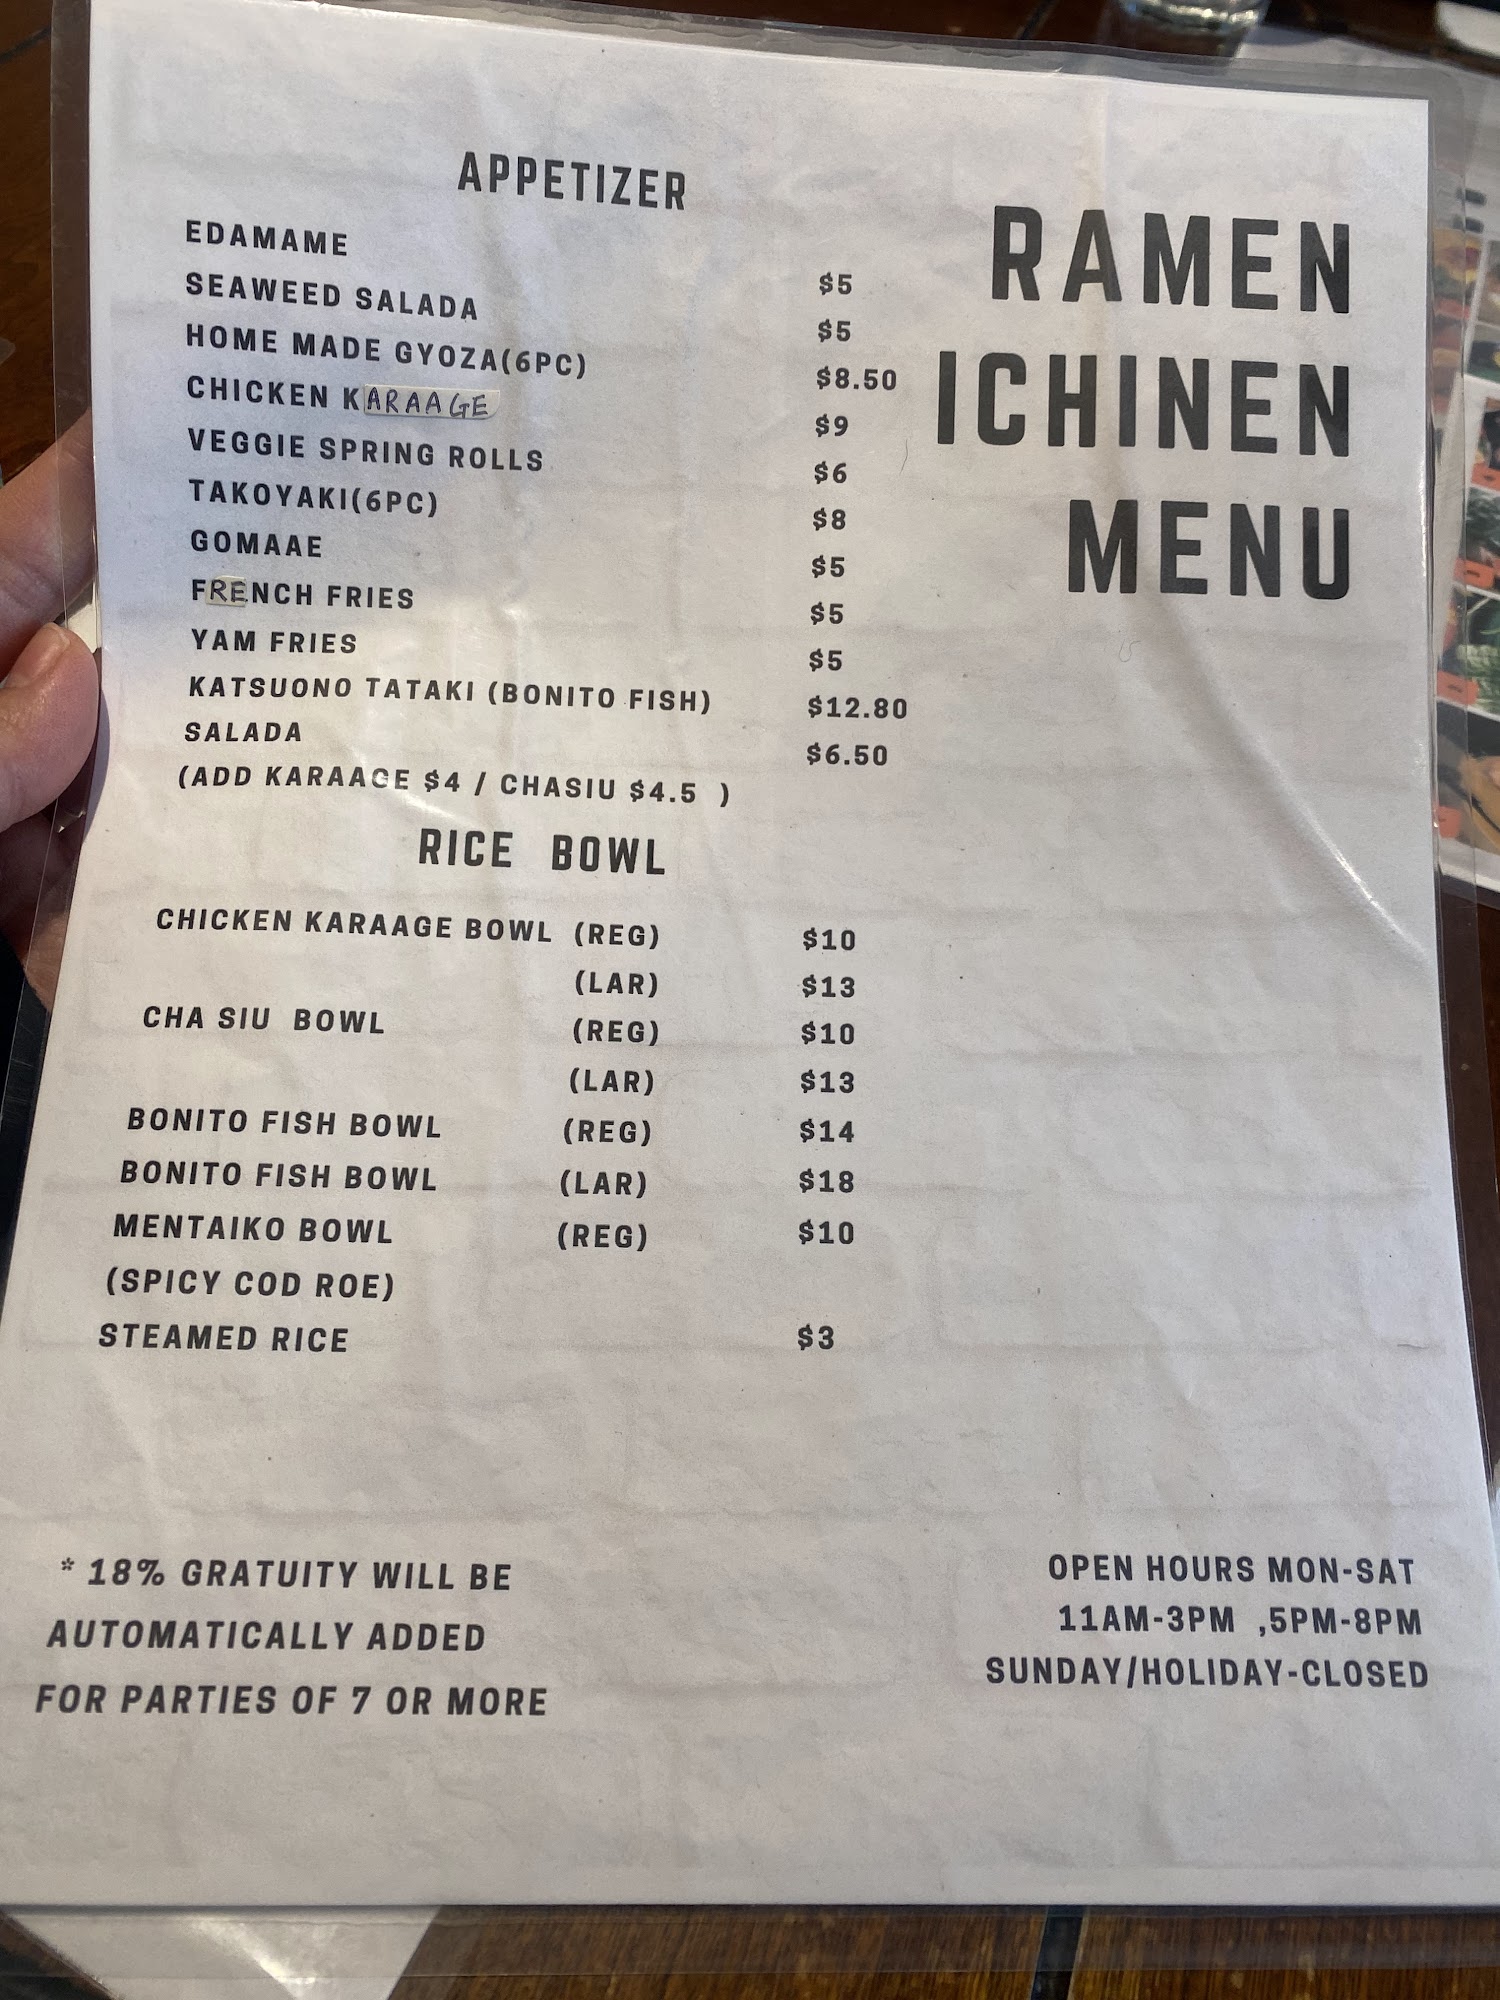 APPETIZER
EDAMAME $5
SEAWEED SALADA $5
HOME MADE GYOZA(6PC) $8.50
CHICKEN KARAAGE $9
VEGGIE SPRING ROLLS $6
TAKOYAKI(6PC) $8
GOMAAE $5
FRENCH FRIES $5
YAM FRIES $5
KATSUONO TATAKI (BONITO FISH) $12.80
SALADA $6.50
(ADD KARAAGE $4 / CHASIU $4.5 )
RAMEN
ICHINEN
MENU
RICE BOWL
CHICKEN KARAAGE BOWL (REG) $10
(LAR) $13
CHA SIU BOWL (REG) $10
(LAR) $13
BONITO FISH BOWL (REG) $14
BONITO FISH BOWL (LAR) $18
MENTAIKO BOWL (REG) $10
(SPICY COD ROE)
STEAMED RICE $3
* 18% GRATUITY WILL BE
AUTOMATICALLY ADDED
FOR PARTIES OF 7 OR MORE
OPEN HOURS MON-SAT
11AM-3PM ,5PM-8PM
SUNDAY/HOLIDAY-CLOSED